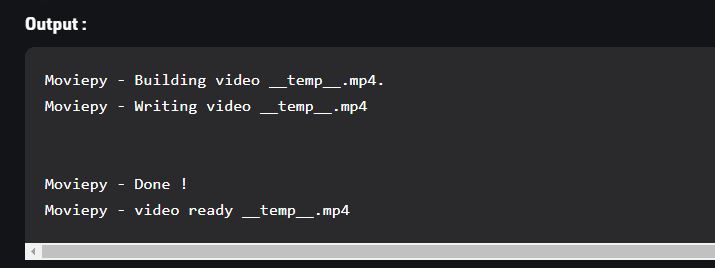 Output :
Moviepy - Building video __temp__.mp4.
Moviepy - Writing video __temp__.mp4
Moviepy - Done !
Moviepy - video ready __temp__.mp4